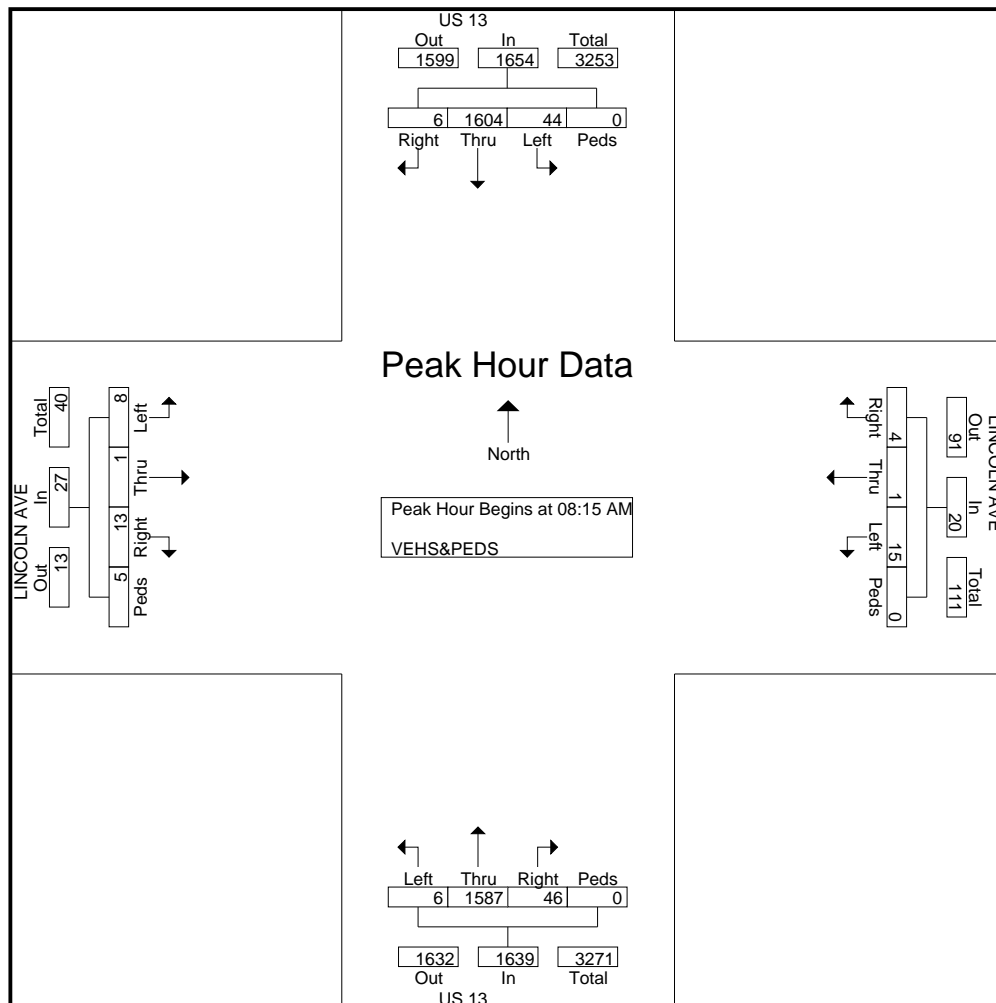 US 13
Out In Total
1599 1654 3253
6 1604 44 0
Right Thru Left Peds
Peak Hour Data
North
Peak Hour Begins at 08:15 AM
VEHS&PEDS
LINCOLN AVE
Out In Total
13 27 40
8 1 13 5
Left Thru Right Peds
LINCOLN AVE
Out In Total
91 20 111
4 1 15 0
Right Thru Left Peds
Left Thru Right Peds
6 1587 46 0
1632 1639 3271
Out In Total
US 13